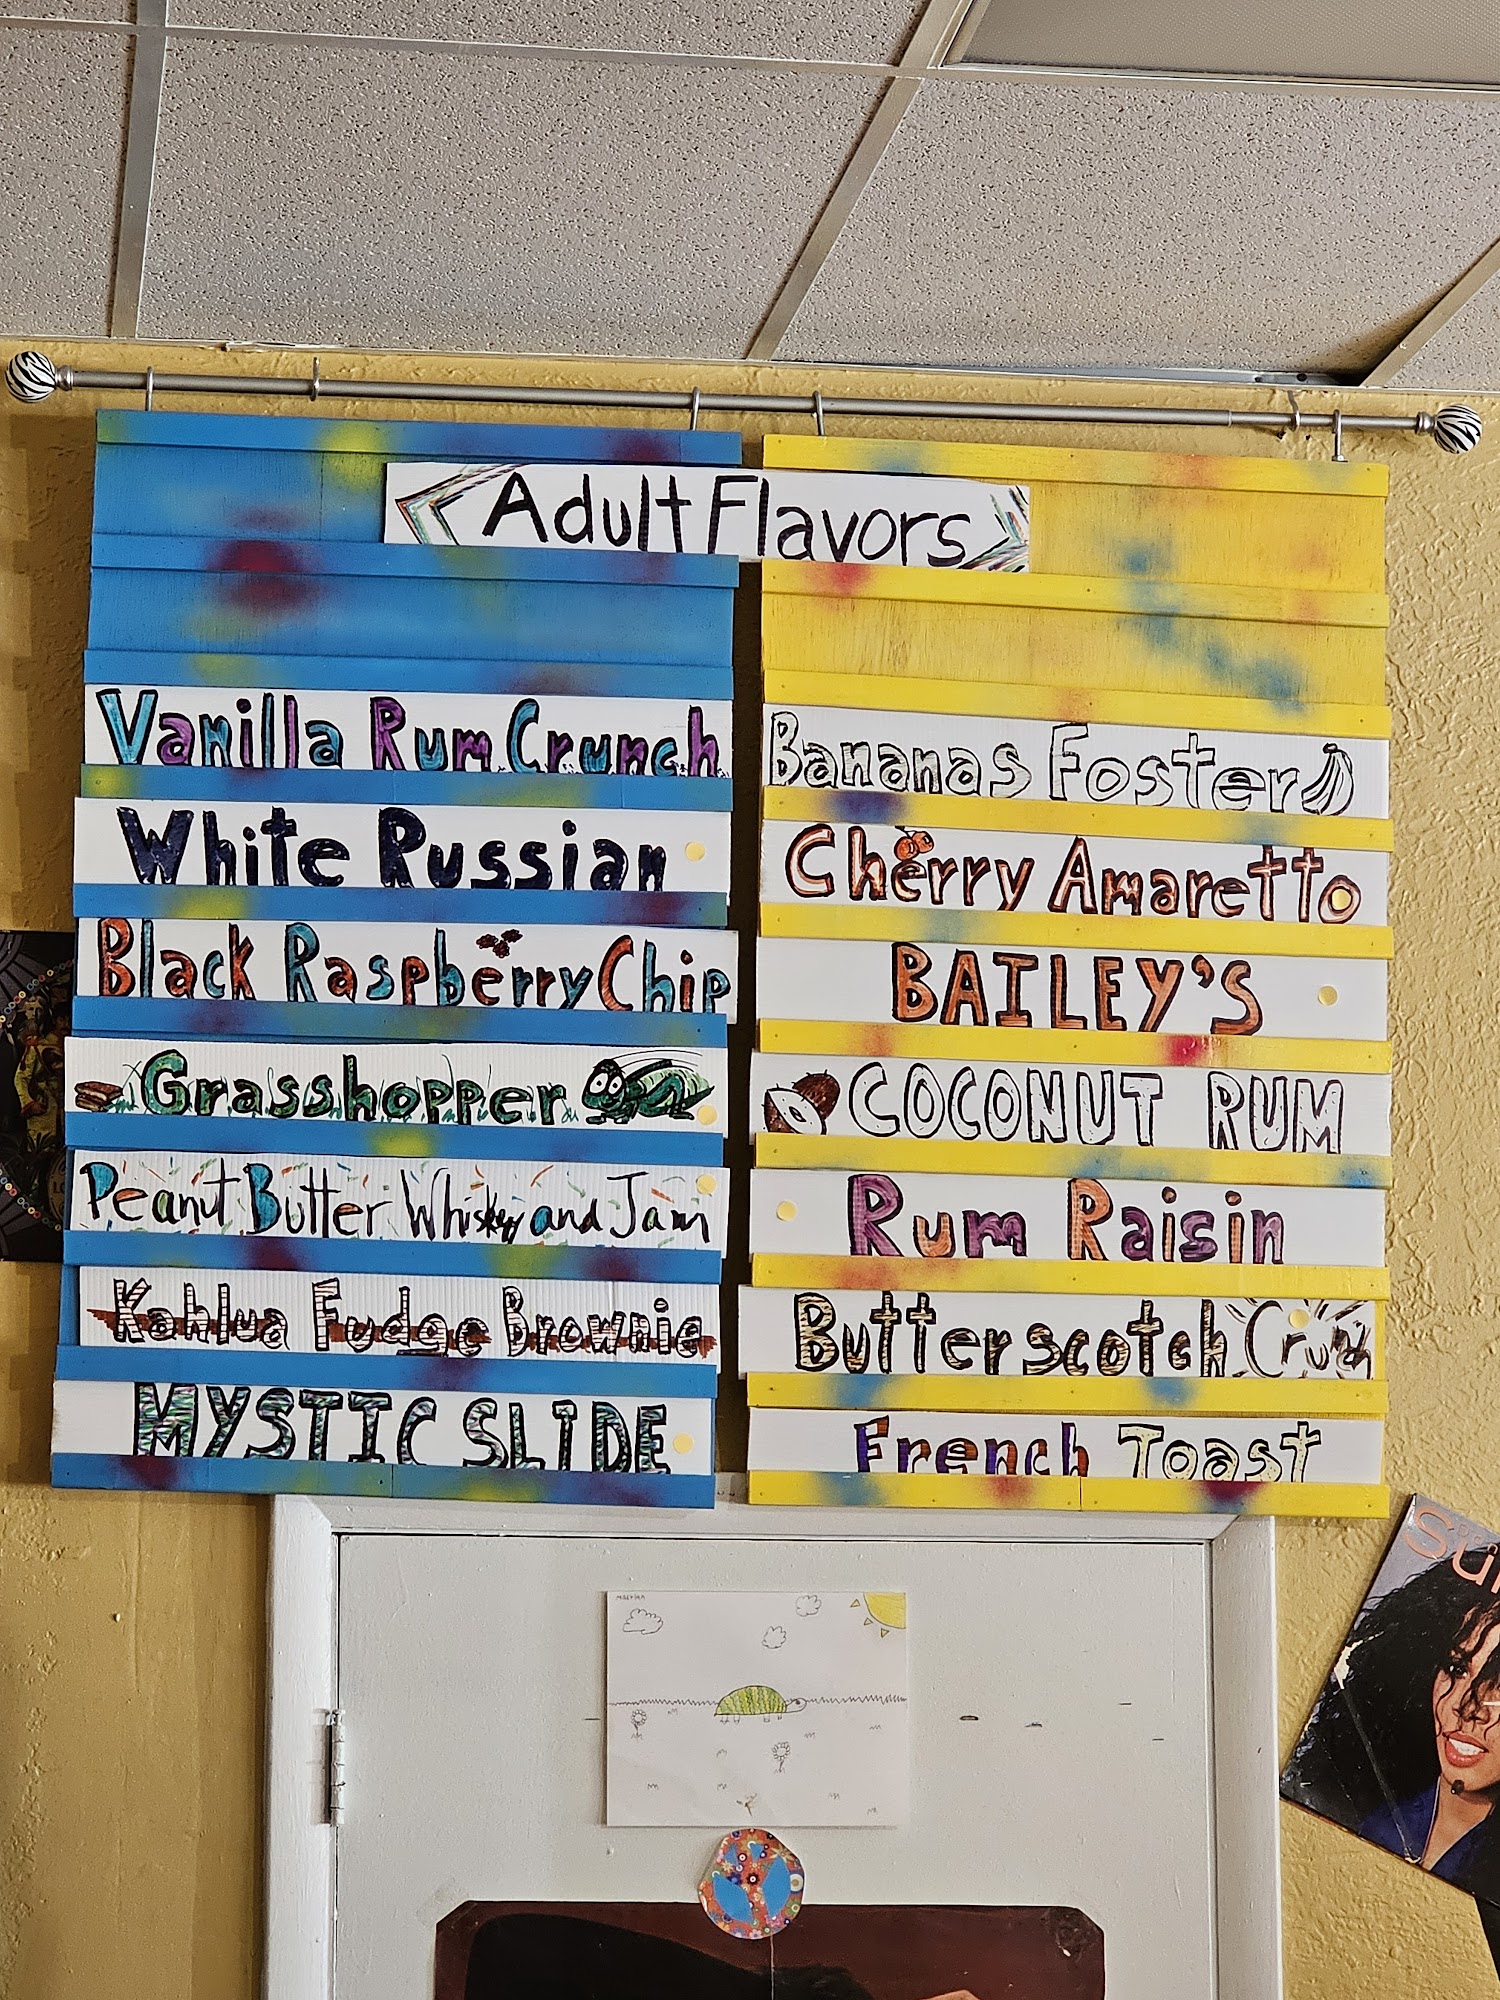 Adult Flavors
Vanilla Rum Crunch
White Russian
Black Raspberry Chip
Grasshopper
Peanut Butter Whiskey and Jam
Kahlua Fudge Brownie
MYSTIC SLIDE
Bananas Foster
Cherry Amaretto
BAILEY'S
COCONUT RUM
Rum Raisin
Butterscotch Crunch
French Toast